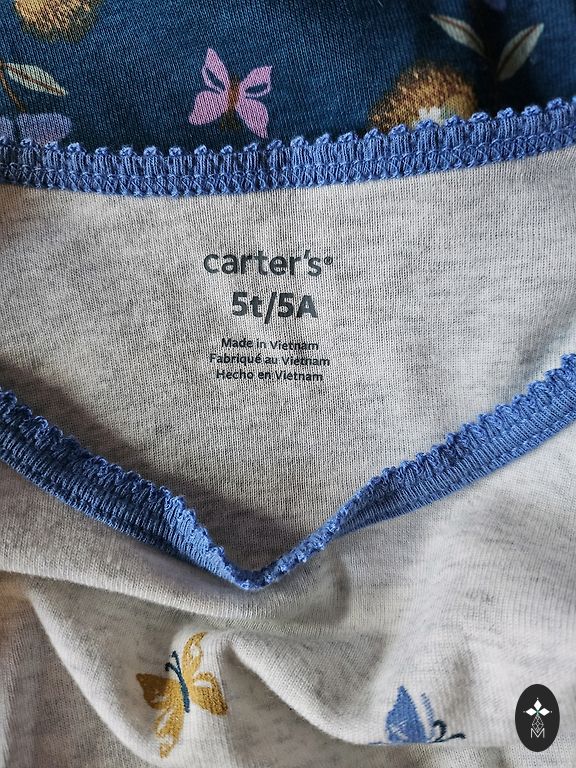 carter's®
5t/5A
Made in Vietnam
Fabriqué au Vietnam
Hecho en Vietnam
M